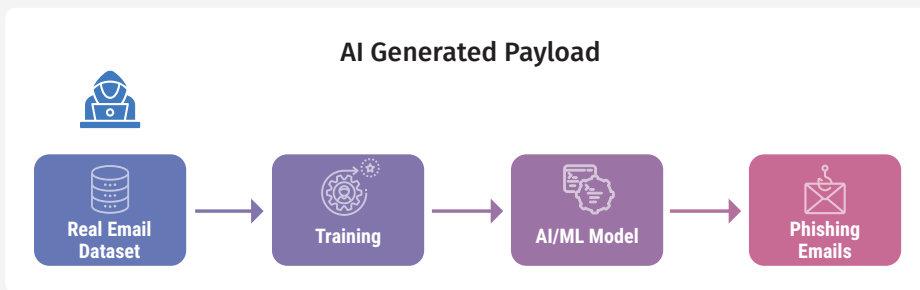 AI Generated Payload
Real Email
Dataset
Training
AI/ML Model
Phishing
Emails